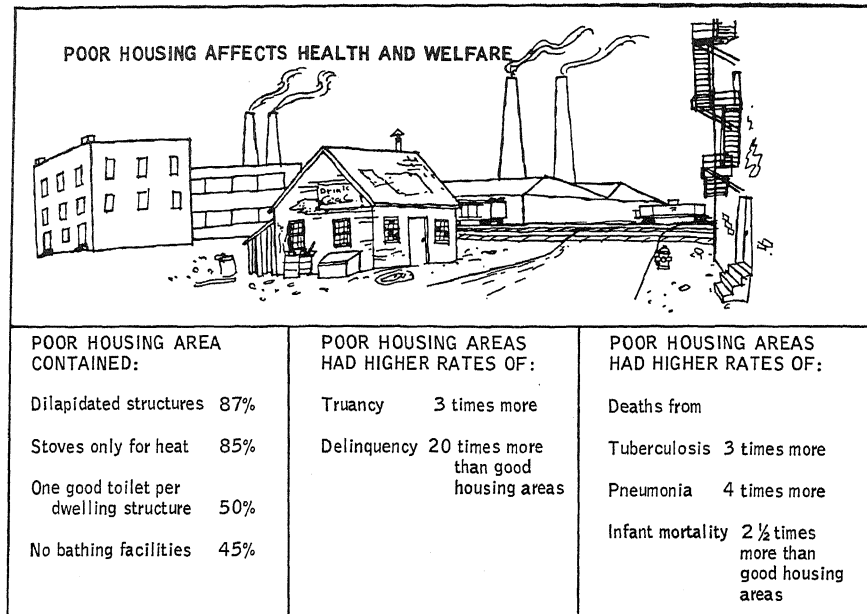 POOR HOUSING AFFECTS HEALTH AND WELFARE
Drink
POOR HOUSING AREA
CONTAINED:
Dilapidated structures 87%
Stoves only for heat 85%
One good toilet per
dwelling structure 50%
No bathing facilities 45%
POOR HOUSING AREAS
HAD HIGHER RATES OF:
Truancy 3 times more
Delinquency 20 times more
than good
housing areas
POOR HOUSING AREAS
HAD HIGHER RATES OF:
Deaths from
Tuberculosis 3 times more
Pneumonia 4 times more
Infant mortality 2 ½ times
more than
good housing
areas